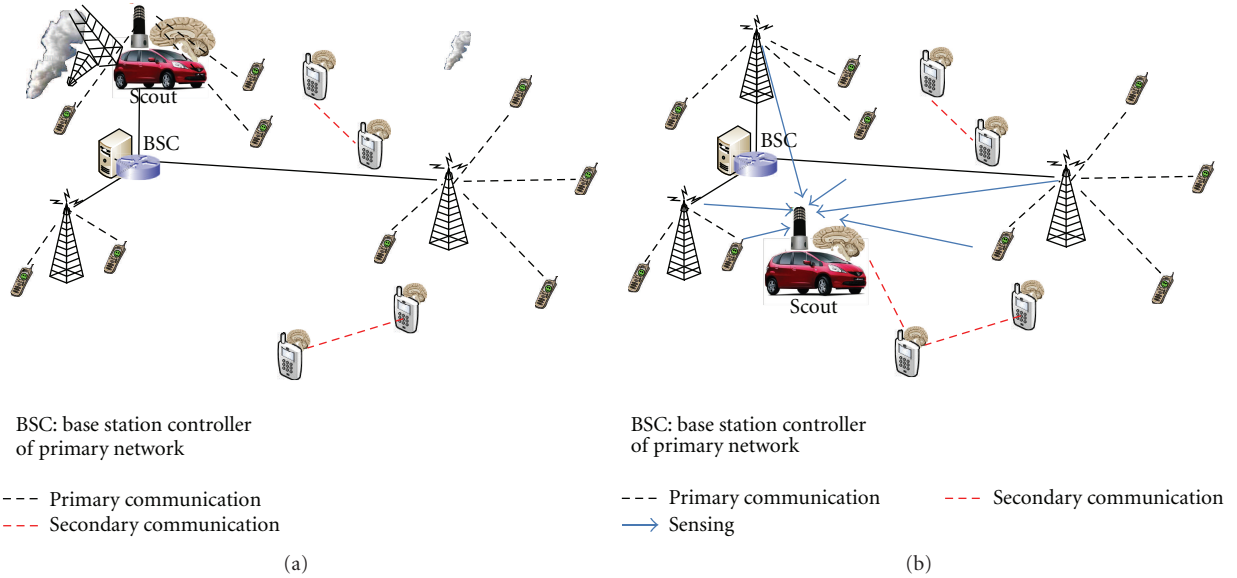 Scout
BSC
BSC: base station controller
of primary network
Primary communication
Secondary communication
(a)
BSC
Scout
BSC: base station controller
of primary network
Primary communication
Secondary communication
Sensing
(b)